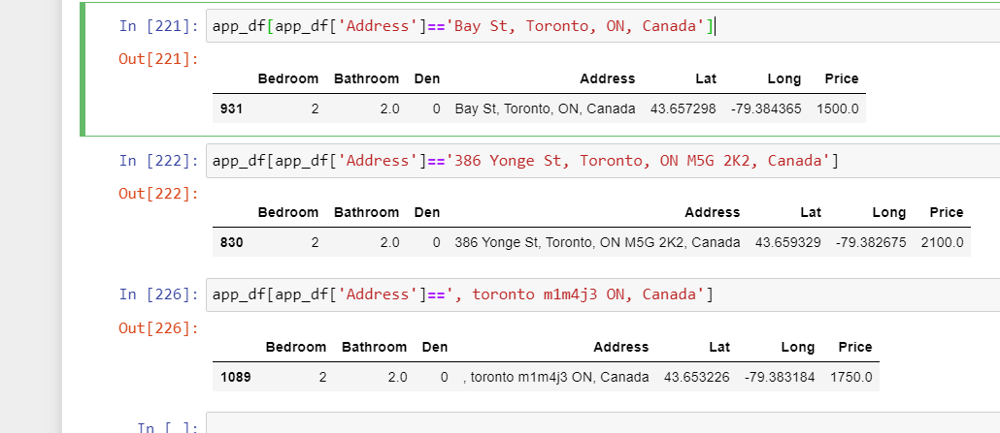 In [221]: app_df[app_df['Address']=='Bay St, Toronto, ON, Canada']
Out[221]:
Bedroom Bathroom Den Address Lat Long Price
931 2 2.0 0 Bay St, Toronto, ON, Canada 43.657298 -79.384365 1500.0
In [222]: app_df[app_df['Address']=='386 Yonge St, Toronto, ON M5G 2K2, Canada']
Out[222]:
Bedroom Bathroom Den Address Lat Long Price
830 2 2.0 0 386 Yonge St, Toronto, ON M5G 2K2, Canada 43.659329 -79.382675 2100.0
In [226]: app_df[app_df['Address']==', toronto m1m4j3 ON, Canada']
Out[226]:
Bedroom Bathroom Den Address Lat Long Price
1089 2 2.0 0 , toronto m1m4j3 ON, Canada 43.653226 -79.383184 1750.0
In [ ]: